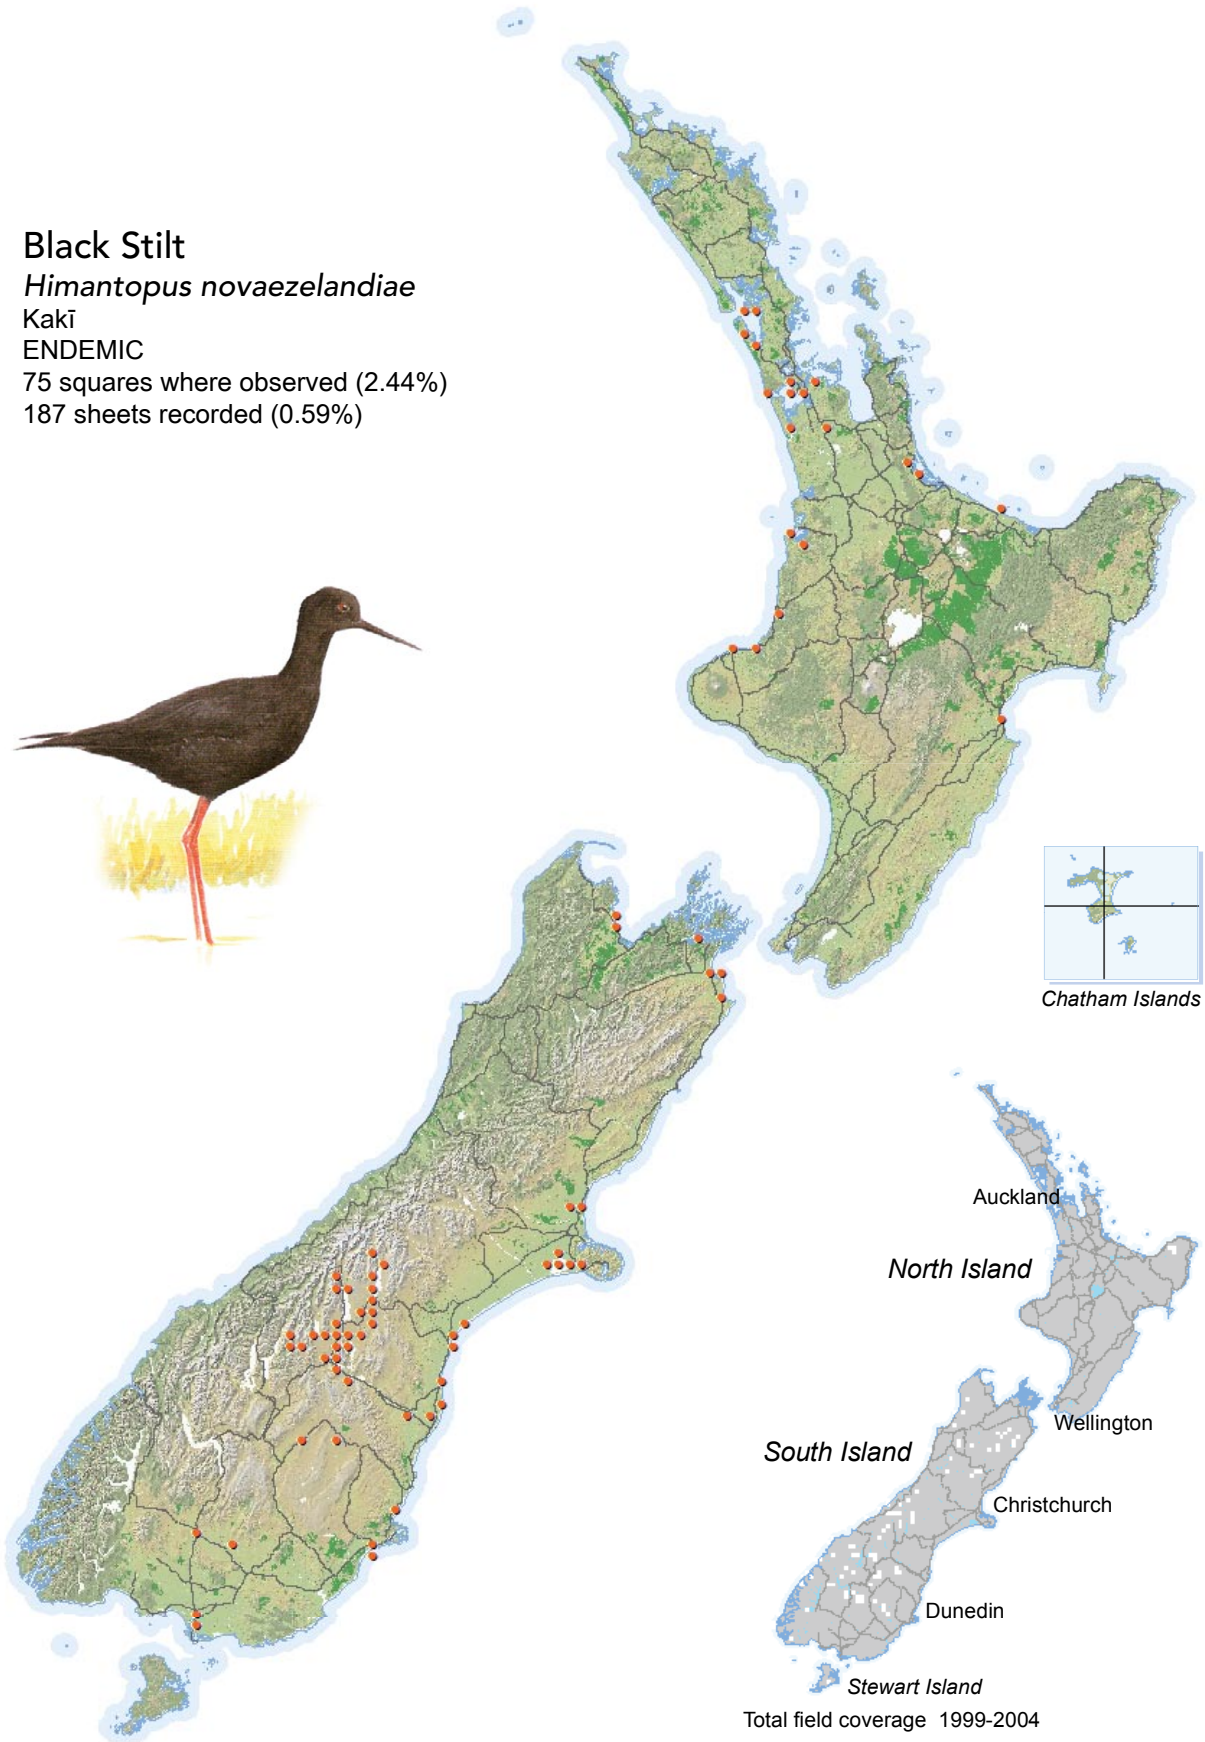 Black Stilt
Himantopus novaezelandiae
Kakī
ENDEMIC
75 squares where observed (2.44%)
187 sheets recorded (0.59%)
Chatham Islands
Auckland
North Island
Wellington
South Island
Christchurch
Dunedin
Stewart Island
Total field coverage 1999-2004